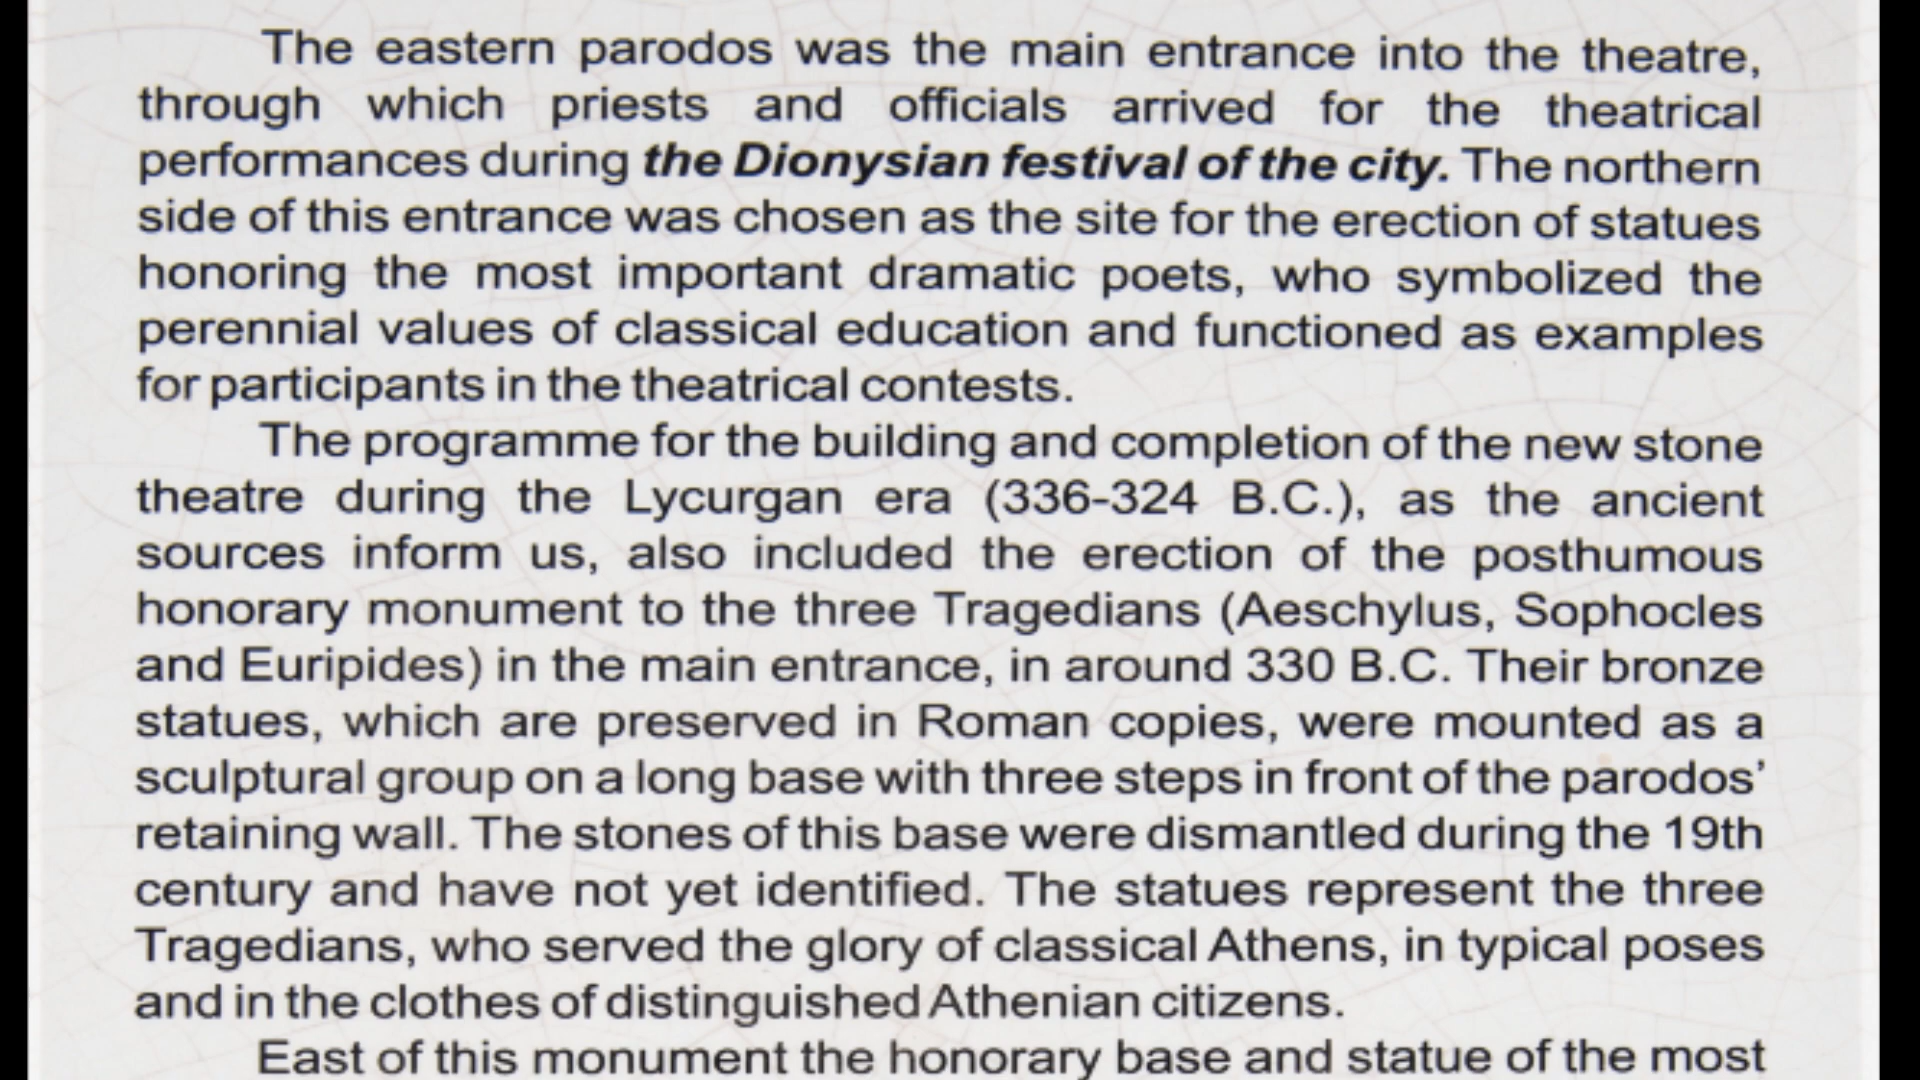 The eastern parodos was the main entrance into the theatre,
through which priests and officials arrived for the theatrical
performances during the Dionysian festival of the city. The northern
side of this entrance was chosen as the site for the erection of statues
honoring the most important dramatic poets, who symbolized the
perennial values of classical education and functioned as examples
for participants in the theatrical contests.
The programme for the building and completion of the new stone
theatre during the Lycurgan era (336-324 B.C.), as the ancient
sources inform us, also included the erection of the posthumous
honorary monument to the three Tragedians (Aeschylus, Sophocles
and Euripides) in the main entrance, in around 330 B.C. Their bronze
statues, which are preserved in Roman copies, were mounted as a
sculptural group on a long base with three steps in front of the parodos’
retaining wall. The stones of this base were dismantled during the 19th
century and have not yet identified. The statues represent the three
Tragedians, who served the glory of classical Athens, in typical poses
and in the clothes of distinguished Athenian citizens.
East of this monument the honorary base and statue of the most